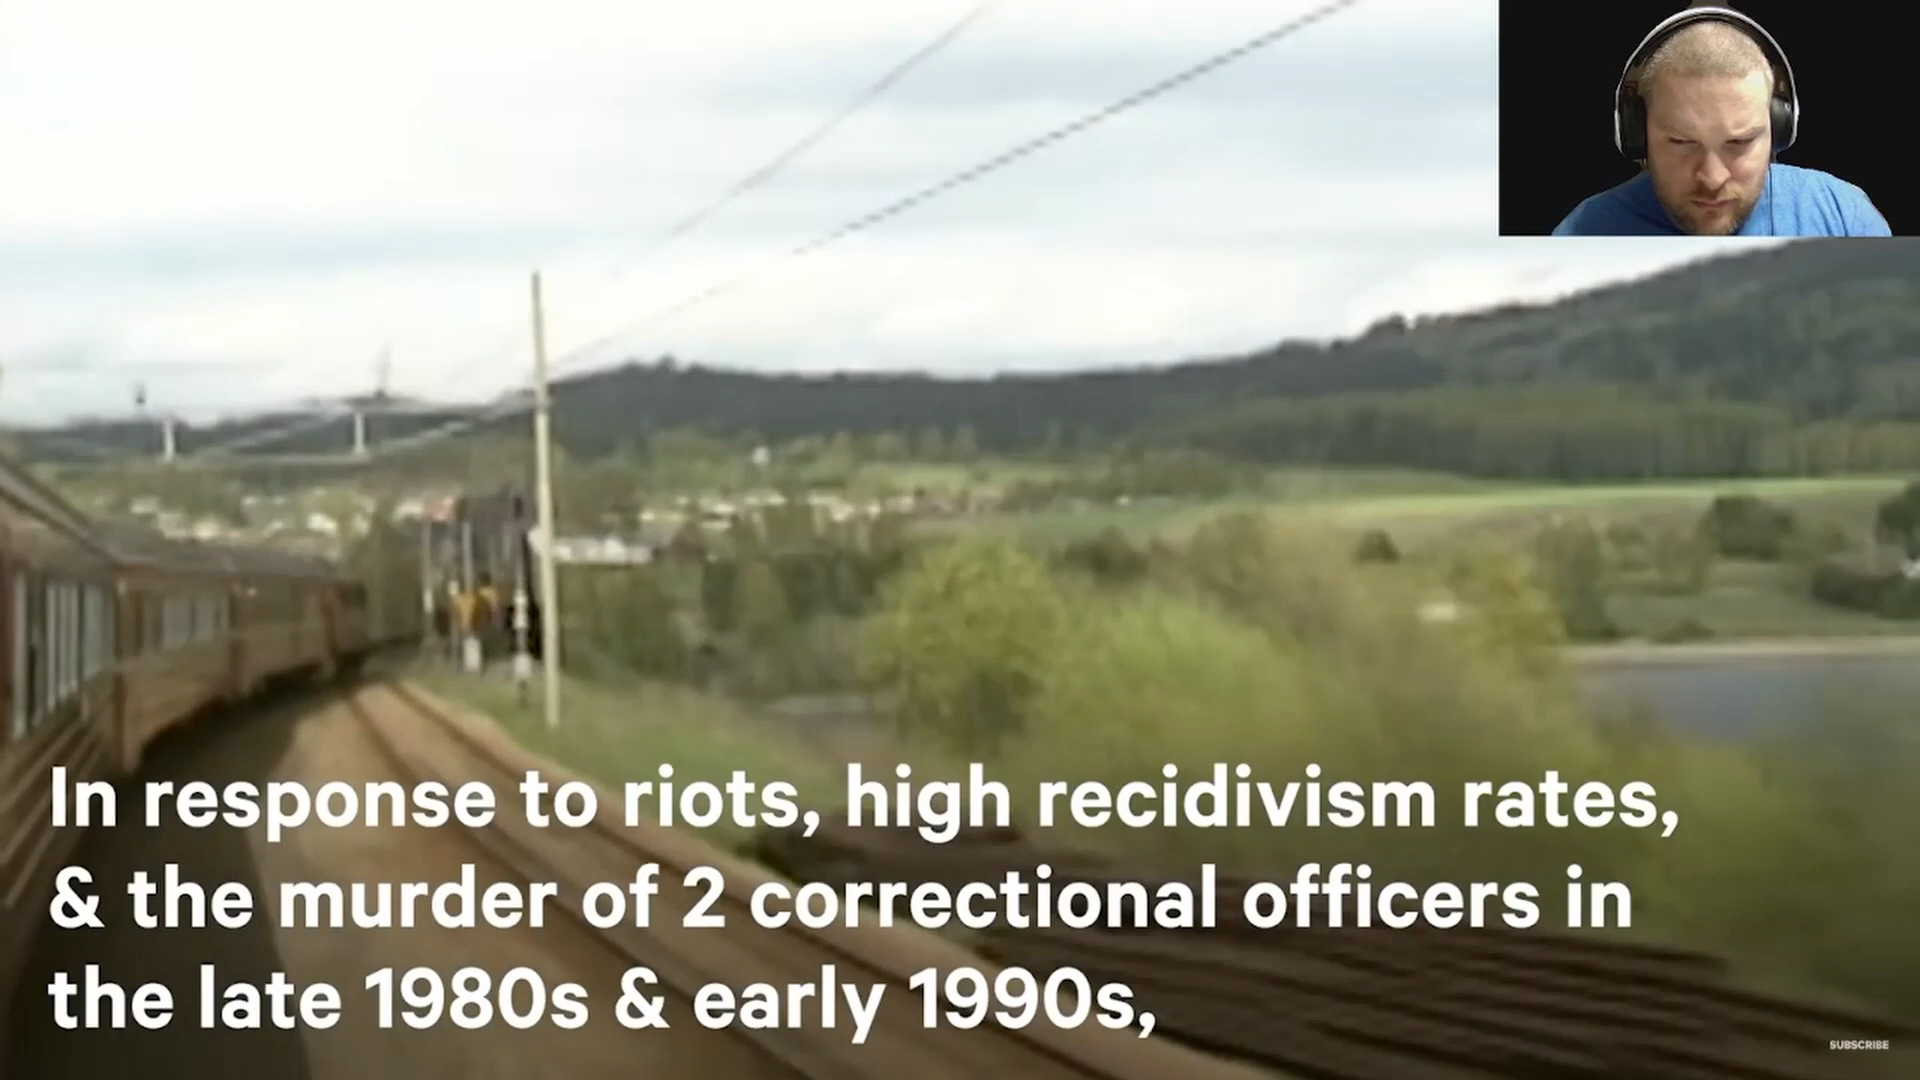 In response to riots, high recidivism rates,
& the murder of 2 correctional officers in
the late 1980s & early 1990s,
SUBSCRIBE